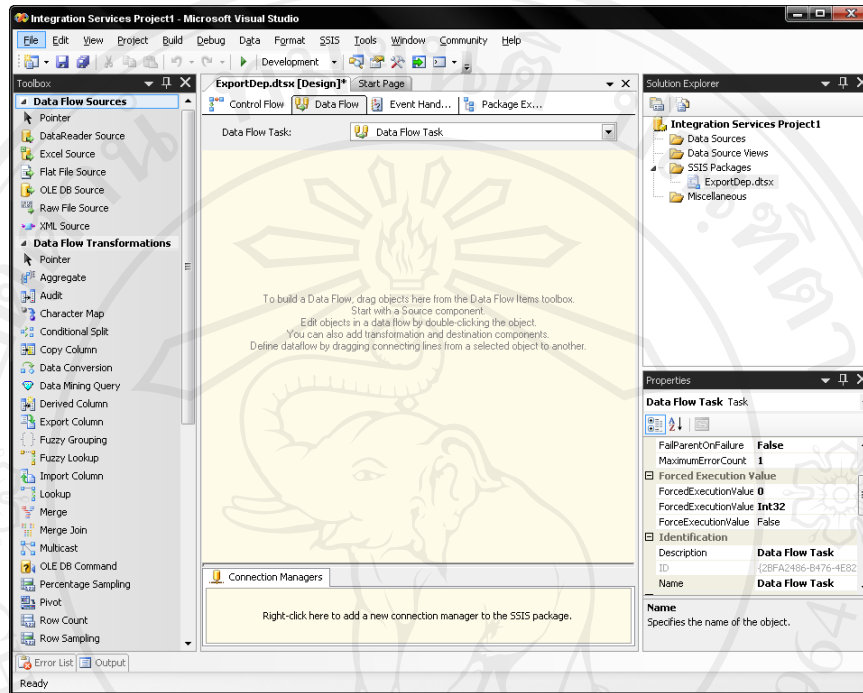 Integration Services Project1 - Microsoft Visual Studio
File Edit View Project Build Debug Data Format SSIS Tools Window Community Help
Development
Toolbox
Data Flow Sources
Pointer
DataReader Source
Excel Source
Flat File Source
OLE DB Source
Raw File Source
XML Source
Data Flow Transformations
Pointer
Aggregate
Audit
Character Map
Conditional Split
Copy Column
Data Conversion
Data Mining Query
Derived Column
Export Column
Fuzzy Grouping
Fuzzy Lookup
Import Column
Lookup
Merge
Merge Join
Multicast
OLE DB Command
Percentage Sampling
Pivot
Row Count
Row Sampling
ExportDep.dtsx [Design]* Start Page
Control Flow Data Flow Event Hand... Package Ex...
Data Flow Task: Data Flow Task
To build a Data Flow, drag objects here from the Data Flow Items toolbox.
Start with a Source component.
Edit objects in a data flow by double-clicking the object.
You can also add transformation and destination components.
Define dataflow by dragging connecting lines from a selected object to another.
Connection Managers
Right-click here to add a new connection manager to the SSIS package.
Solution Explorer
Integration Services Project1
Data Sources
Data Source Views
SSIS Packages
ExportDep.dtsx
Miscellaneous
Properties
Data Flow Task Task
FailParentOnFailure False
MaximumErrorCount 1
Forced Execution Value
ForcedExecutionValue 0
ForcedExecutionValue Int32
ForceExecutionValue False
Identification
Description Data Flow Task
ID {2BFA2486-B476-4E82
Name Data Flow Task
Name
Specifies the name of the object.
Error List Output
Ready